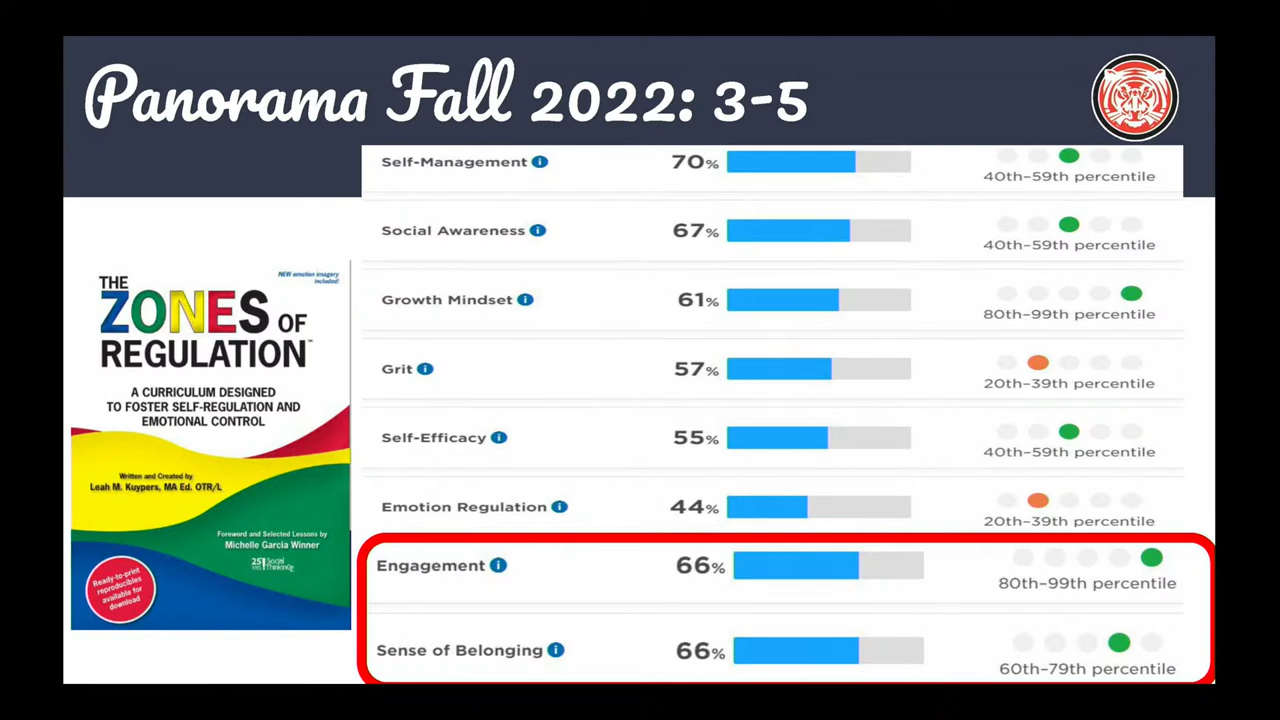 Panorama Fall 2022: 3-5
Self-Management i 70% 40th–59th percentile
Social Awareness i 67% 40th–59th percentile
Growth Mindset i 61% 80th–99th percentile
Grit i 57% 20th–39th percentile
Self-Efficacy i 55% 40th–59th percentile
Emotion Regulation i 44% 20th–39th percentile
Engagement i 66% 80th–99th percentile
Sense of Belonging i 66% 60th–79th percentile
NEW emotion imagery
included!
THE
ZONES OF
REGULATION™
A CURRICULUM DESIGNED
TO FOSTER SELF-REGULATION AND
EMOTIONAL CONTROL
Written and Created by
Leah M. Kuypers, MA Ed. OTR/L
Foreword and Selected Lessons by
Michelle Garcia Winner
Social
Thinking
Ready-to-print
reproducibles
available for
download!